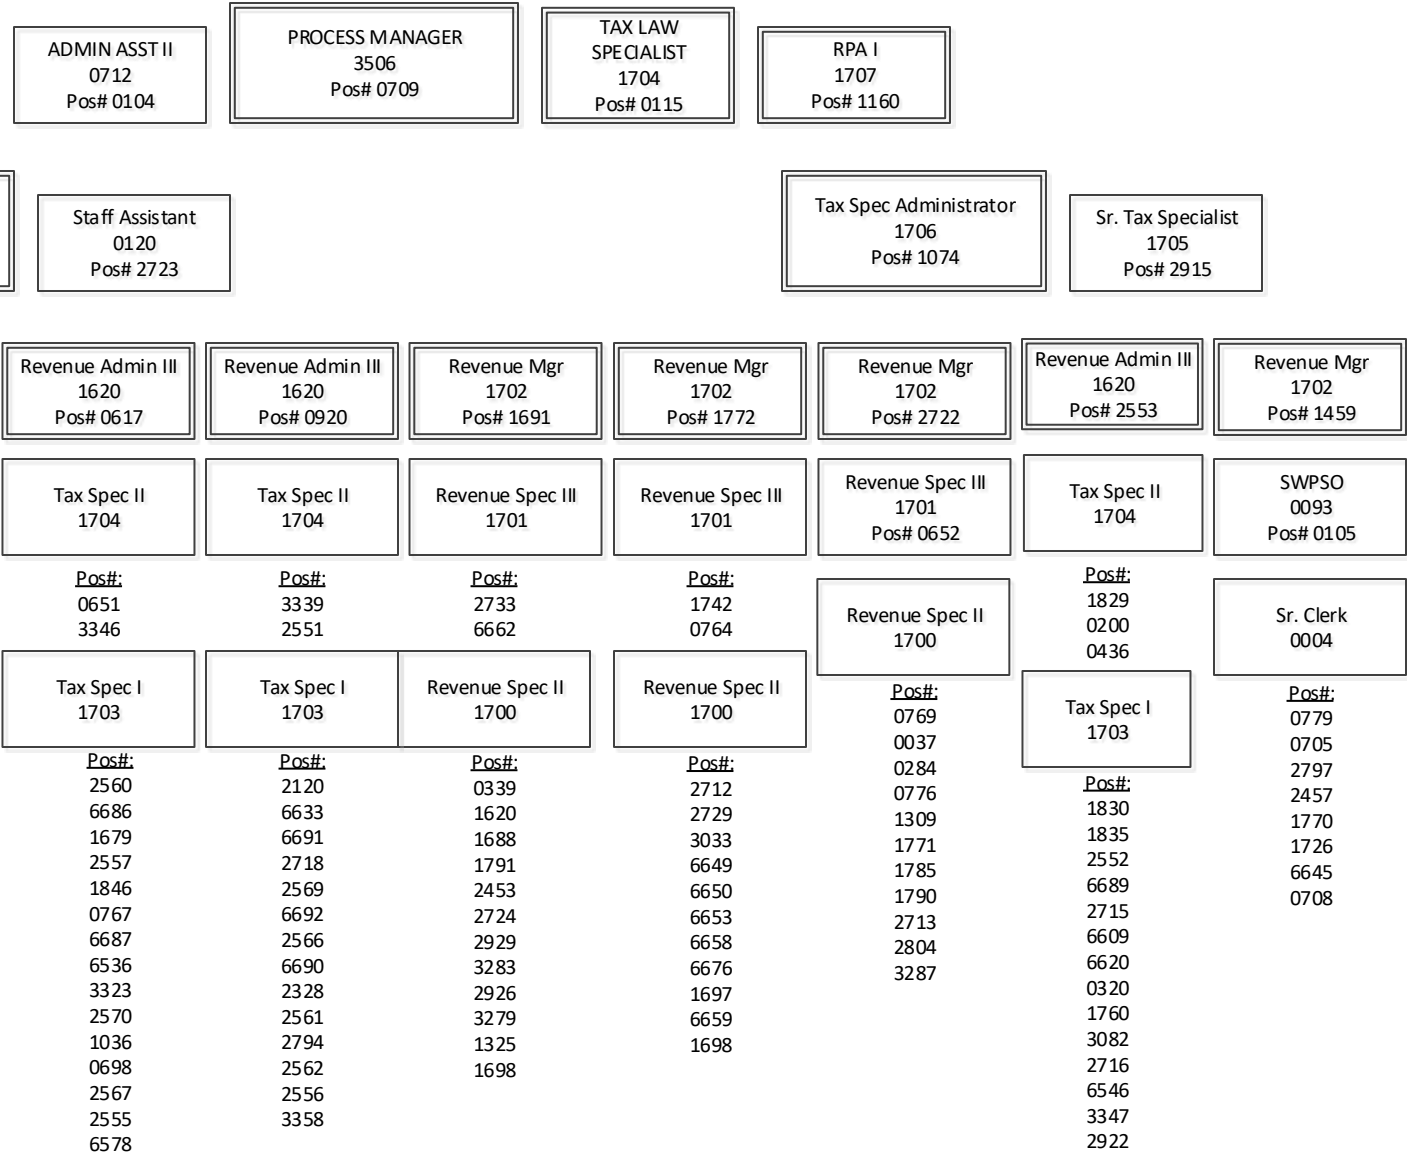 ADMIN ASST II
0712
Pos# 0104
PROCESS MANAGER
3506
Pos# 0709
TAX LAW
SPECIALIST
1704
Pos# 0115
RPA I
1707
Pos# 1160
Staff Assistant
0120
Pos# 2723
Tax Spec Administrator
1706
Pos# 1074
Sr. Tax Specialist
1705
Pos# 2915
Revenue Admin III
1620
Pos# 0617
Tax Spec II
1704
Pos#:
0651
3346
Tax Spec I
1703
Pos#:
2560
6686
1679
2557
1846
0767
6687
6536
3323
2570
1036
0698
2567
2555
6578
Revenue Admin III
1620
Pos# 0920
Tax Spec II
1704
Pos#:
3339
2551
Tax Spec I
1703
Pos#:
2120
6633
6691
2718
2569
6692
2566
6690
2328
2561
2794
2562
2556
3358
Revenue Mgr
1702
Pos# 1691
Revenue Spec III
1701
Pos#:
2733
6662
Revenue Spec II
1700
Pos#:
0339
1620
1688
1791
2453
2724
2929
3283
2926
3279
1325
1698
Revenue Mgr
1702
Pos# 1772
Revenue Spec III
1701
Pos#:
1742
0764
Revenue Spec II
1700
Pos#:
2712
2729
3033
6649
6650
6653
6658
6676
1697
6659
1698
Revenue Mgr
1702
Pos# 2722
Revenue Spec III
1701
Pos# 0652
Revenue Spec II
1700
Pos#:
0769
0037
0284
0776
1309
1771
1785
1790
2713
2804
3287
Revenue Admin III
1620
Pos# 2553
Tax Spec II
1704
Pos#:
1829
0200
0436
Tax Spec I
1703
Pos#:
1830
1835
2552
6689
2715
6609
6620
0320
1760
3082
2716
6546
3347
2922
Revenue Mgr
1702
Pos# 1459
SWPSO
0093
Pos# 0105
Sr. Clerk
0004
Pos#:
0779
0705
2797
2457
1770
1726
6645
0708